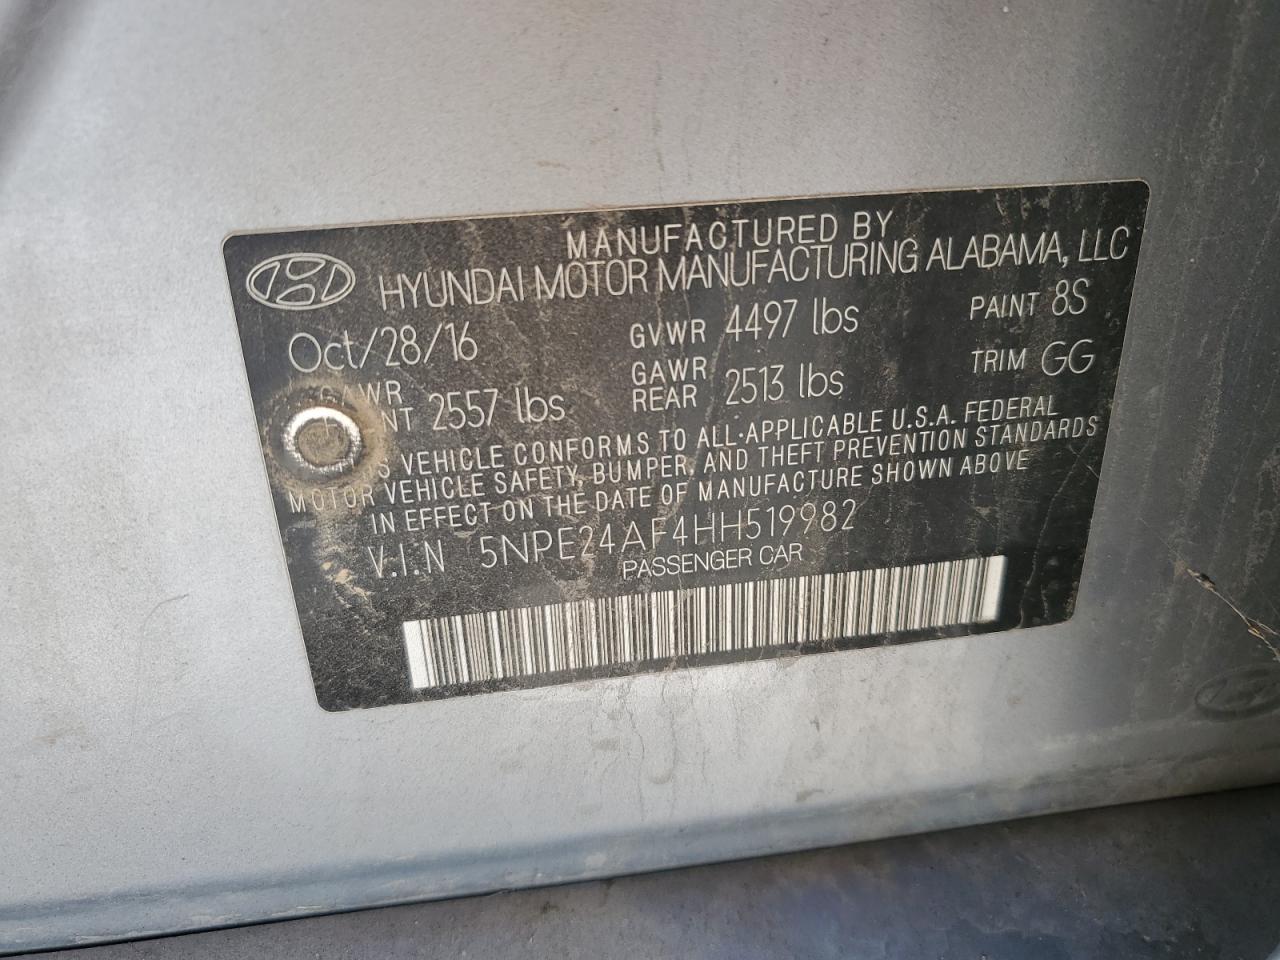 MANUFACTURED BY
HYUNDAI MOTOR MANUFACTURING ALABAMA, LLC
Oct/28/16 GVWR 4497 lbs PAINT 8S
2557 lbs GAWR REAR 2513 lbs TRIM GG
VEHICLE CONFORMS TO ALL APPLICABLE U.S.A. FEDERAL
MOTOR VEHICLE SAFETY, BUMPER, AND THEFT PREVENTION STANDARDS
IN EFFECT ON THE DATE OF MANUFACTURE SHOWN ABOVE
V.I.N 5NPE24AF4HH519982
PASSENGER CAR